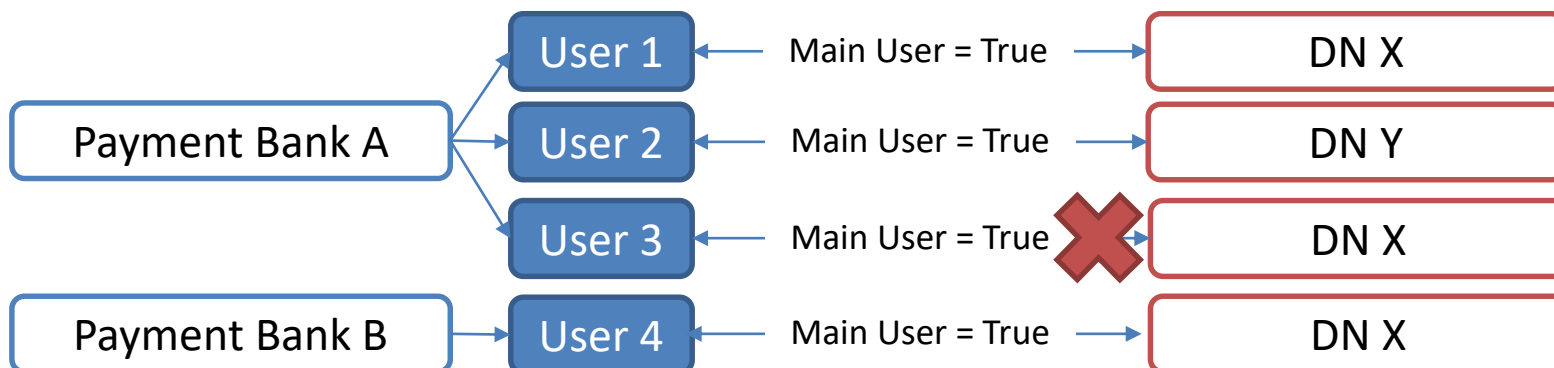 User 1 Main User = True DN X
Payment Bank A User 2 Main User = True DN Y
User 3 Main User = True DN X
Payment Bank B User 4 Main User = True DN X